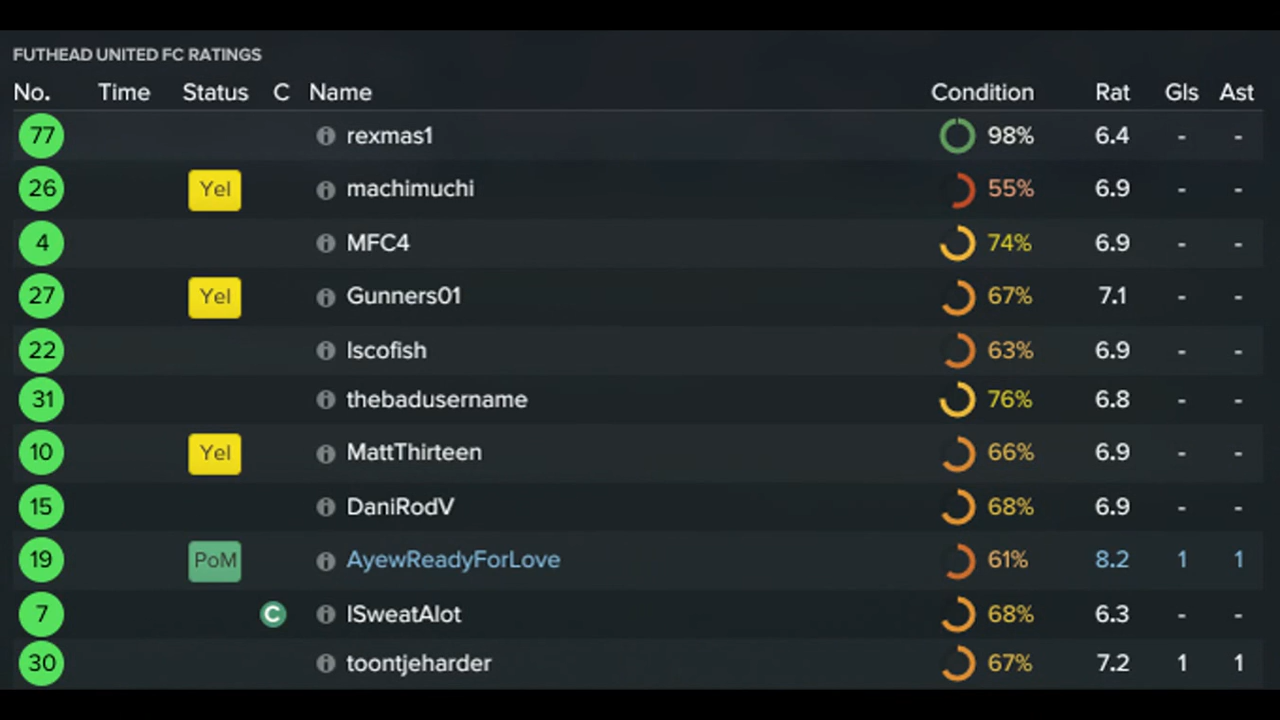 FUTHEAD UNITED FC RATINGS
No. Time Status C Name Condition Rat Gls Ast
77 rexmas1 98% 6.4 - -
26 Yel machimuchi 55% 6.9 - -
4 MFC4 74% 6.9 - -
27 Yel Gunners01 67% 7.1 - -
22 Iscofish 63% 6.9 - -
31 thebadusername 76% 6.8 - -
10 Yel MattThirteen 66% 6.9 - -
15 DaniRodV 68% 6.9 - -
19 PoM AyewReadyForLove 61% 8.2 1 1
7 C ISweatAlot 68% 6.3 - -
30 toontjeharder 67% 7.2 1 1